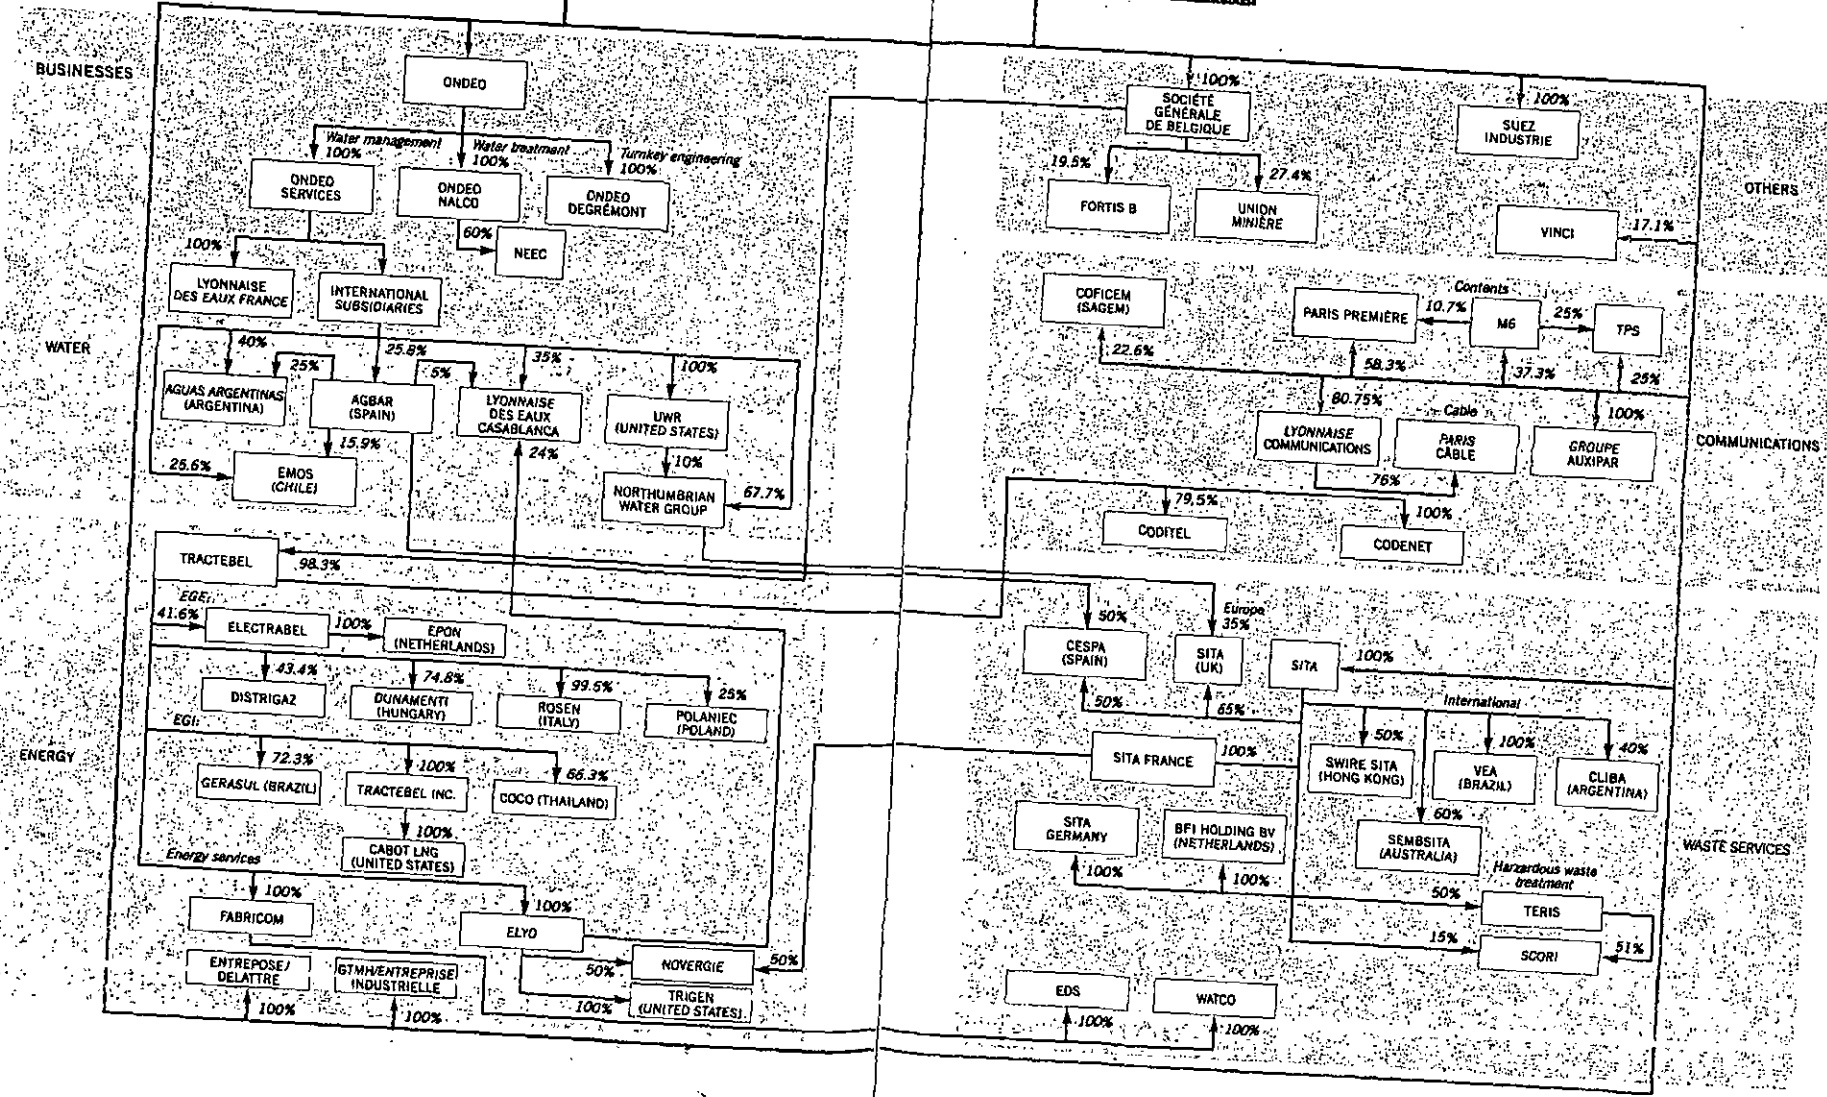 BUSINESSES
ONDEO
Water management
100%
Water treatment
100%
Turnkey engineering
100%
ONDEO
SERVICES
ONDEO
NALCO
ONDEO
DEGRÉMONT
60%
NEEC
100%
LYONNAISE
DES EAUX FRANCE
INTERNATIONAL
SUBSIDIARIES
WATER
40%
25%
25.8%
5%
35%
100%
AGUAS ARGENTINAS
(ARGENTINA)
AGBAR
(SPAIN)
LYONNAISE
DES EAUX
CASABLANCA
UWR
(UNITED STATES)
15.9%
24%
10%
25.6%
EMOS
(CHILE)
NORTHUMBRIAN
WATER GROUP
67.7%
100%
SOCIÉTÉ
GÉNÉRALE
DE BELGIQUE
100%
SUEZ
INDUSTRIE
19.5%
27.4%
FORTIS B
UNION
MINIÈRE
VINCI
17.1%
OTHERS
COFICEM
(SAGEM)
Contents
PARIS PREMIÈRE
10.7%
M6
25%
TPS
22.6%
58.3%
37.3%
25%
80.75%
Cable
100%
LYONNAISE
COMMUNICATIONS
PARIS
CÂBLE
GROUPE
AUXIPAR
COMMUNICATIONS
76%
79.5%
100%
CODITEL
CODENET
TRACTEBEL
98.3%
EGE:
41.6%
ELECTRABEL
100%
EPON
(NETHERLANDS)
43.4%
74.8%
99.5%
25%
DISTRIGAZ
DUNAMENTI
(HUNGARY)
ROSEN
(ITALY)
POLANIEC
(POLAND)
EGI:
ENERGY
72.3%
100%
66.3%
GERASUL (BRAZIL)
TRACTEBEL INC.
COCO (THAILAND)
100%
CABOT LNG
(UNITED STATES)
Energy services
100%
100%
FABRICOM
ELYO
50%
NOVERGIE
50%
ENTREPOSE/
DELATTRE
GTMH/ENTREPRISE
INDUSTRIELLE
100%
TRIGEN
(UNITED STATES)
100%
100%
50%
Europe
35%
CESPA
(SPAIN)
SITA
(UK)
SITA
100%
50%
65%
International
SITA FRANCE
100%
50%
100%
40%
SWIRE SITA
(HONG KONG)
VEA
(BRAZIL)
CLIBA
(ARGENTINA)
60%
SITA
GERMANY
BFI HOLDING BV
(NETHERLANDS)
SEMBSITA
(AUSTRALIA)
WASTE SERVICES
100%
100%
Harzardous waste
treatment
50%
TERIS
15%
SCORI
51%
EDS
WATCO
100%
100%